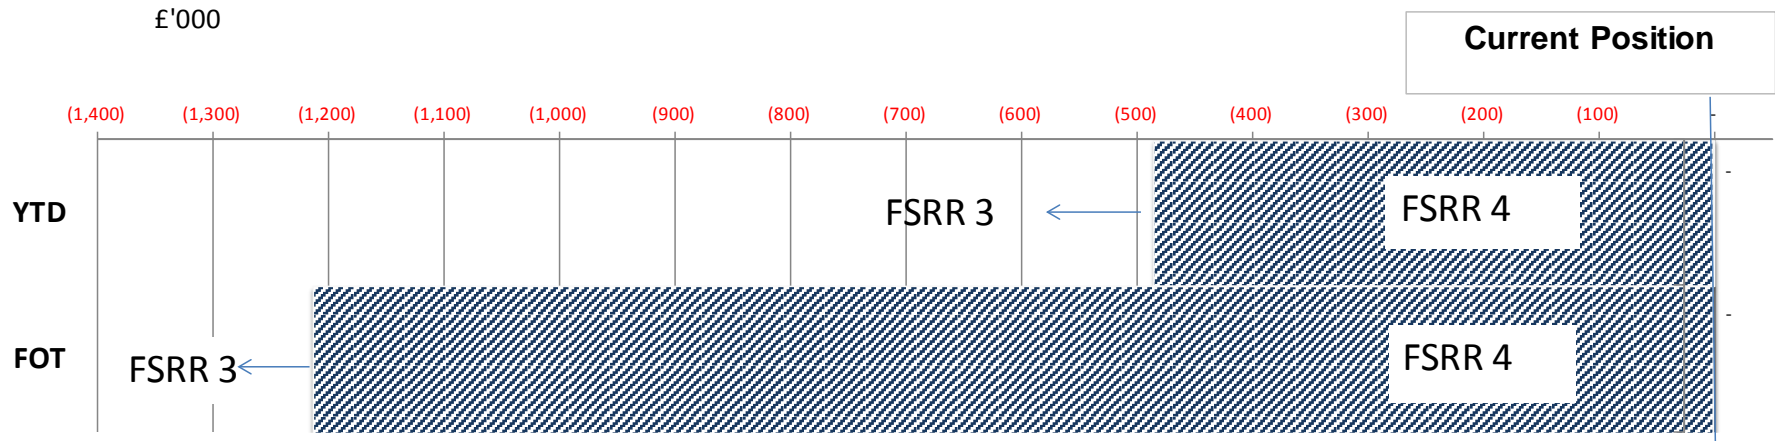 £'000
Current Position
(1,400) (1,300) (1,200) (1,100) (1,000) (900) (800) (700) (600) (500) (400) (300) (200) (100) -
-
YTD FSRR 3 FSRR 4
-
FOT FSRR 3 FSRR 4